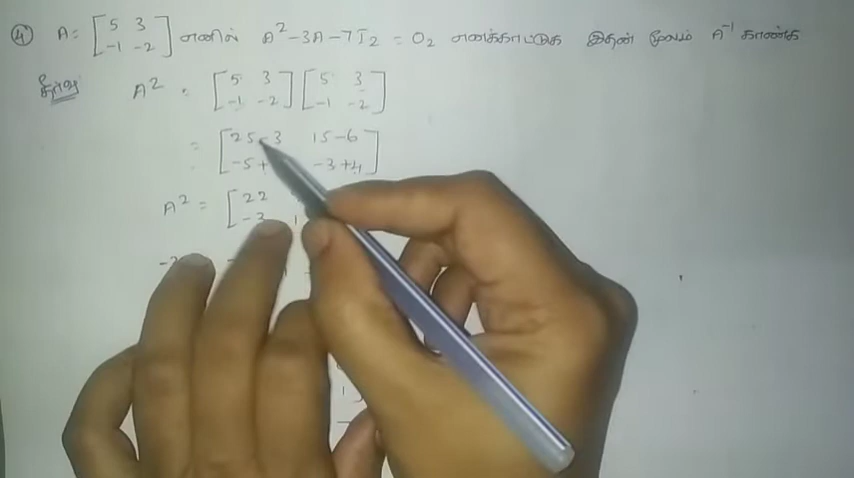 ④ A = [5 3 -1 -2] எனில் A² - 3A - 7I₂ = O₂ எனக்காட்டுக இதன் மூலம் A⁻¹ காண்க
தீர்வு A² = [5 3 [5 3
-1 -2] -1 -2]
= [25-3 15-6
-5+ -3+4]
A² = [22
-3 1